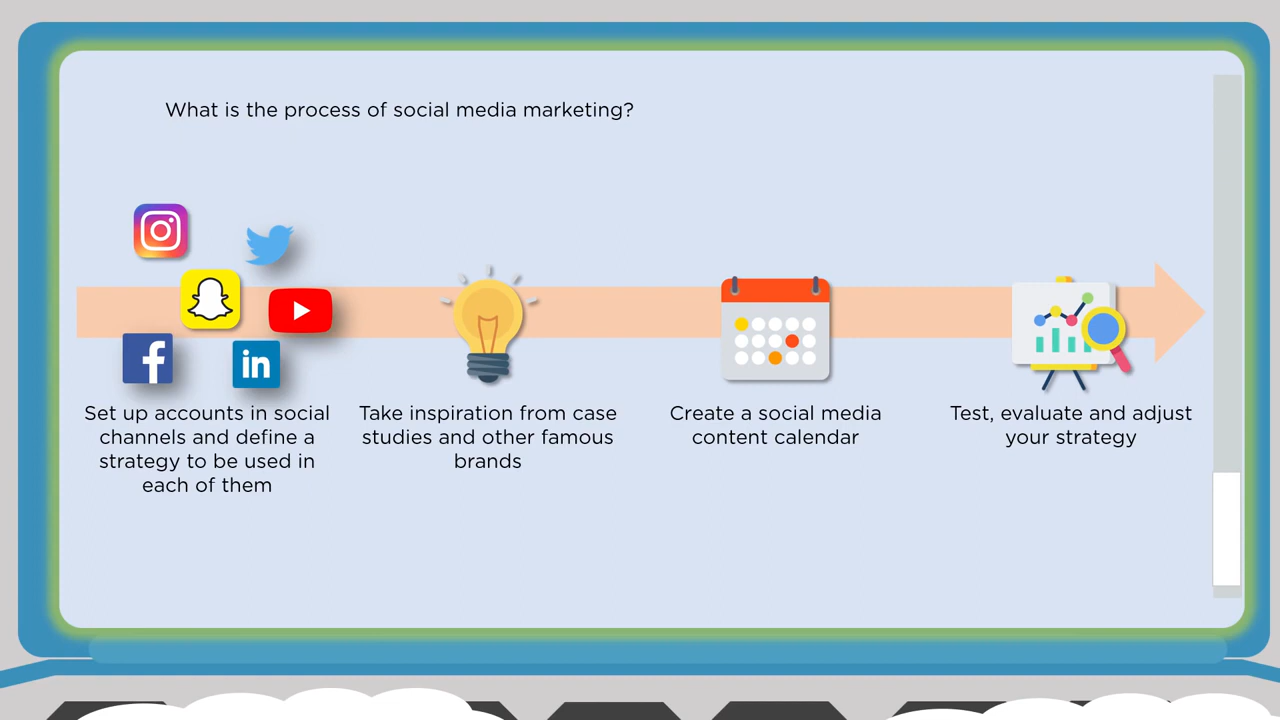 What is the process of social media marketing?
in
Set up accounts in social
channels and define a
strategy to be used in
each of them
Take inspiration from case
studies and other famous
brands
Create a social media
content calendar
Test, evaluate and adjust
your strategy